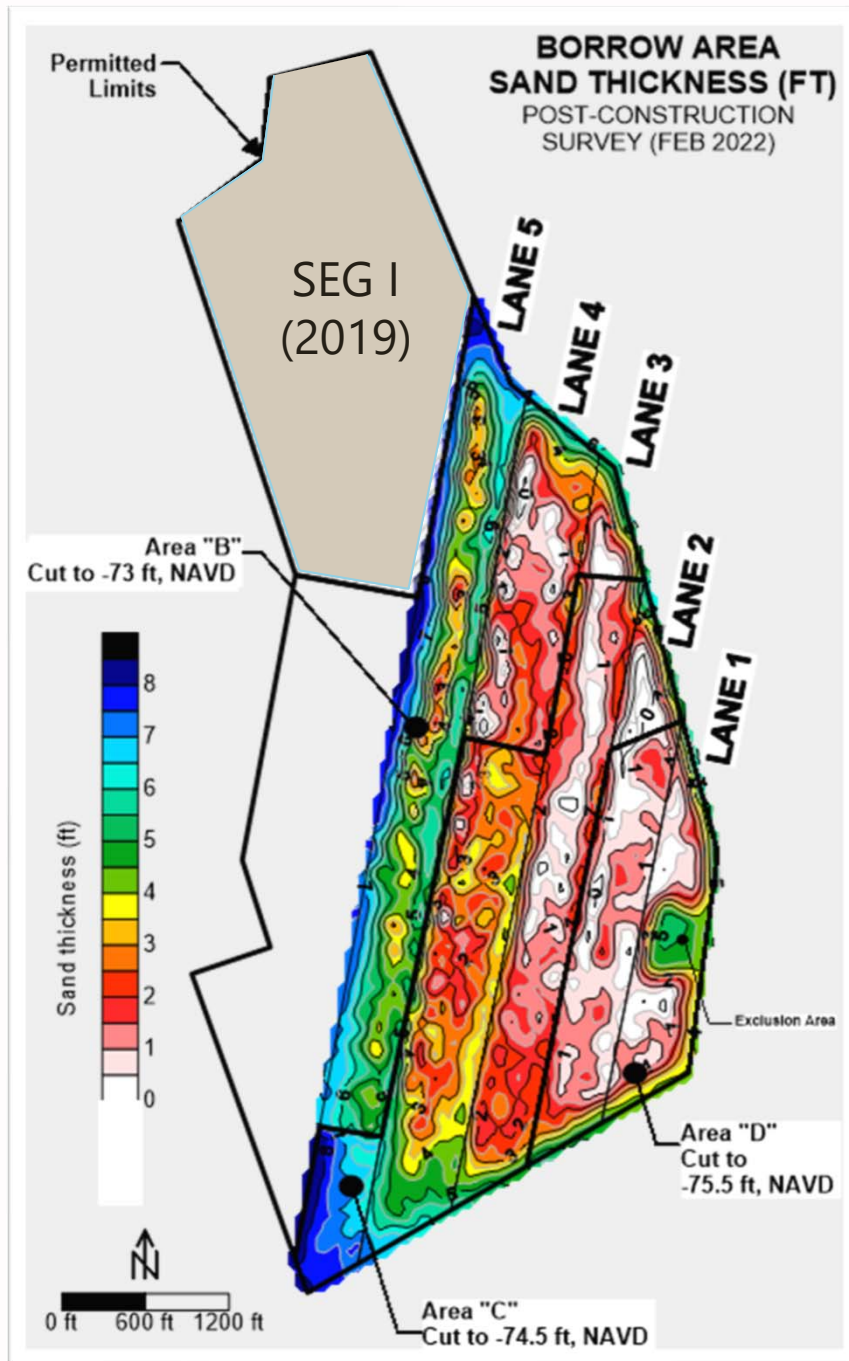 BORROW AREA
SAND THICKNESS (FT)
POST-CONSTRUCTION
SURVEY (FEB 2022)
Permitted
Limits
SEG I
(2019)
LANE 5
LANE 4
LANE 3
LANE 2
LANE 1
Area "B"
Cut to -73 ft, NAVD
Sand thickness (ft)
8
7
6
5
4
3
2
1
0
Exclusion Area
Area "D"
Cut to
-75.5 ft, NAVD
Area "C"
Cut to -74.5 ft, NAVD
N
0 ft 600 ft 1200 ft